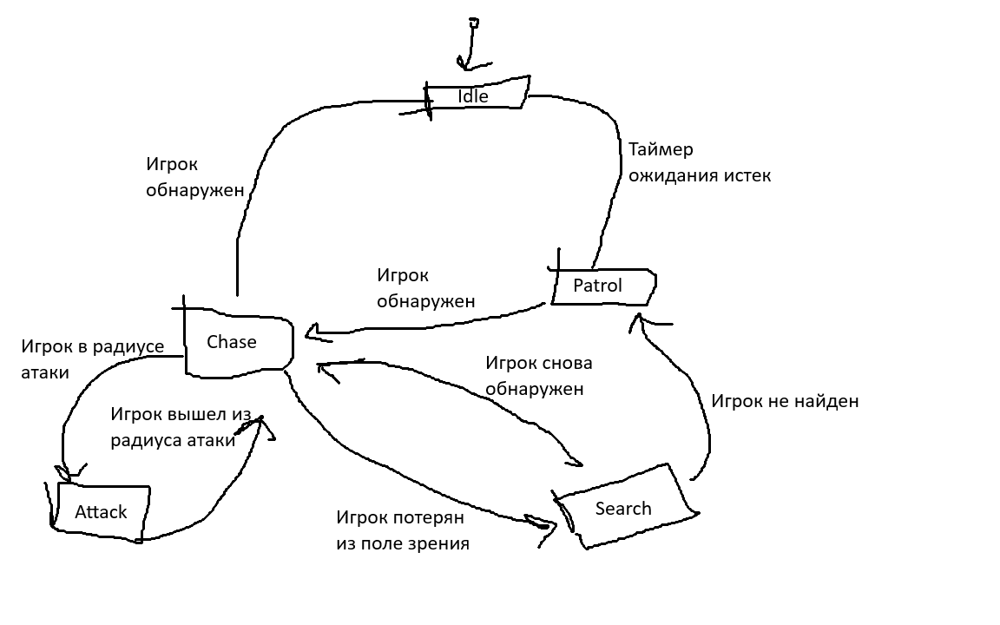 Idle
Игрок
обнаружен
Таймер
ожидания истек
Игрок
обнаружен
Patrol
Chase
Игрок в радиусе
атаки
Игрок снова
обнаружен
Игрок не найден
Игрок вышел из
радиуса атаки
Attack
Search
Игрок потерян
из поле зрения